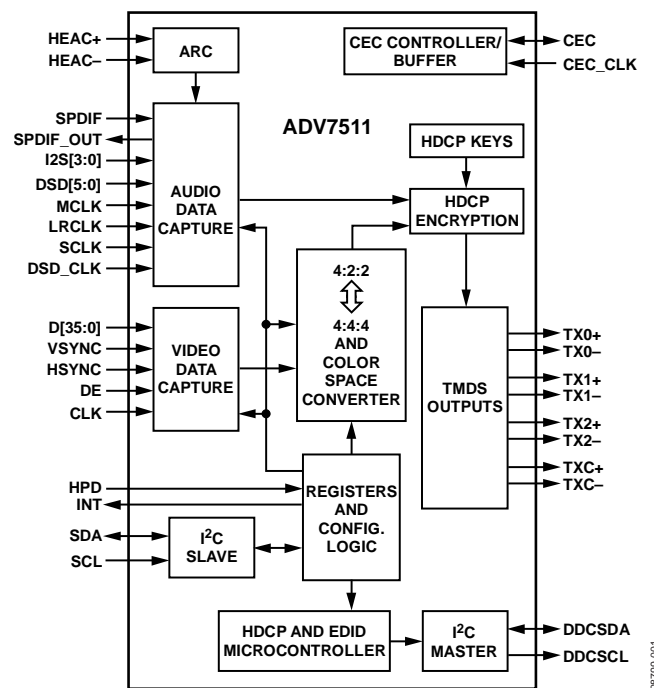 HEAC+
HEAC–
ARC
CEC CONTROLLER/
BUFFER
CEC
CEC_CLK
ADV7511
SPDIF
SPDIF_OUT
I2S[3:0]
DSD[5:0]
MCLK
LRCLK
SCLK
DSD_CLK
AUDIO
DATA
CAPTURE
HDCP KEYS
HDCP
ENCRYPTION
4:2:2
4:4:4
AND
COLOR
SPACE
CONVERTER
D[35:0]
VSYNC
HSYNC
DE
CLK
VIDEO
DATA
CAPTURE
TMDS
OUTPUTS
TX0+
TX0–
TX1+
TX1–
TX2+
TX2–
TXC+
TXC–
HPD
INT
SDA
SCL
I2C
SLAVE
REGISTERS
AND
CONFIG.
LOGIC
HDCP AND EDID
MICROCONTROLLER
I2C
MASTER
DDCSDA
DDCSCL